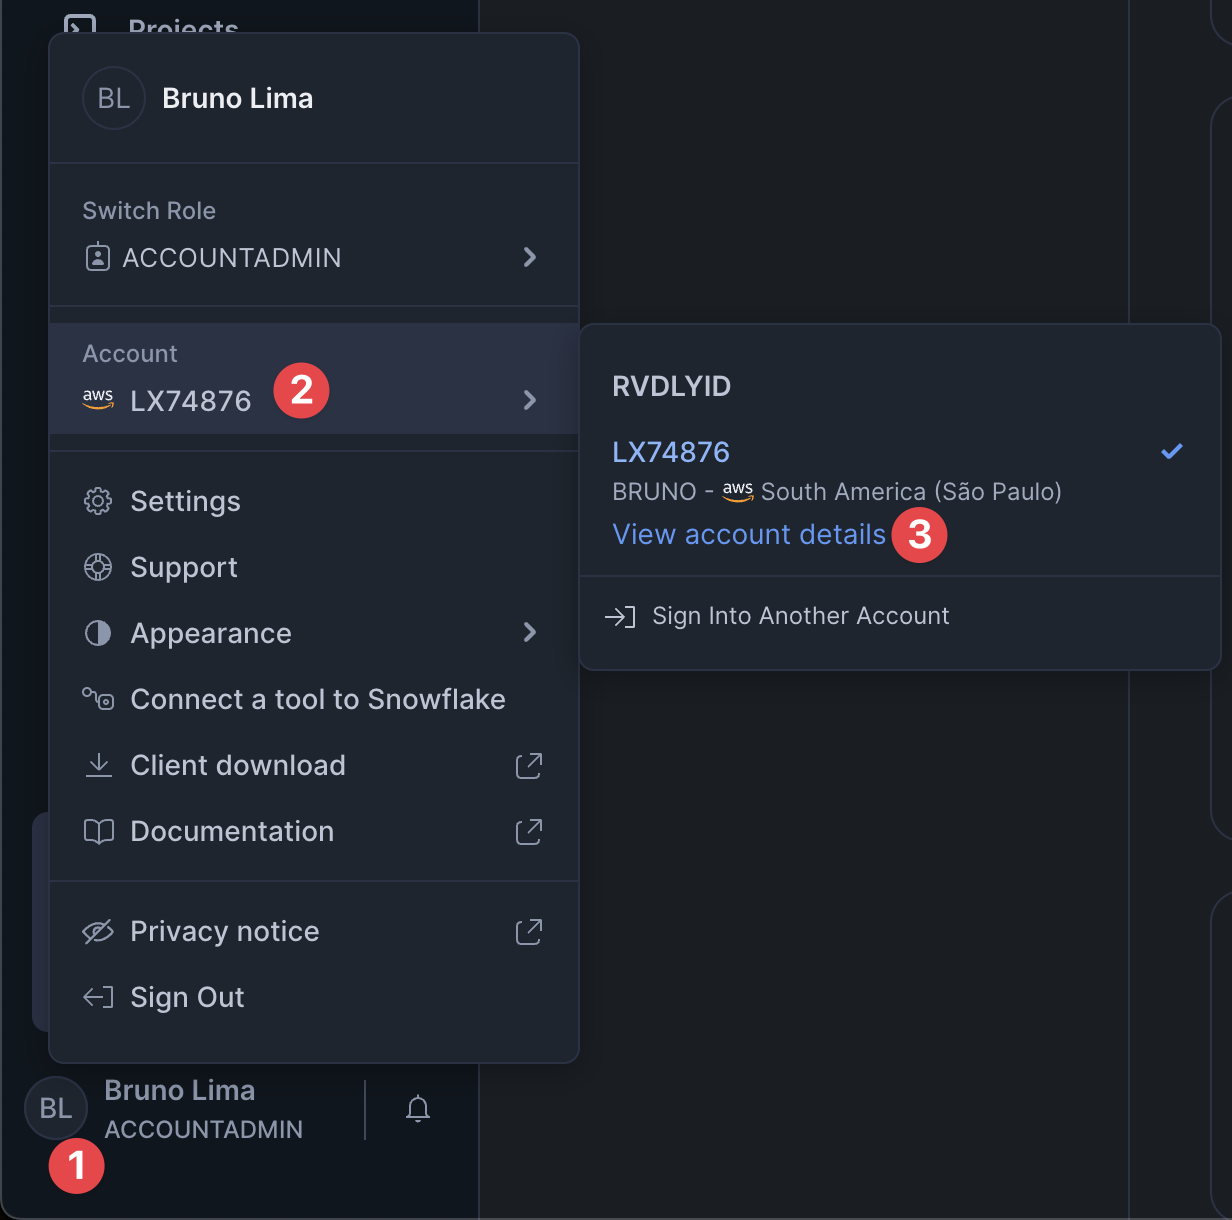 Projects
BL Bruno Lima
Switch Role
ACCOUNTADMIN
Account
aws LX74876 2
RVDLYID
LX74876
BRUNO - aws South America (São Paulo)
View account details 3
Sign Into Another Account
Settings
Support
Appearance
Connect a tool to Snowflake
Client download
Documentation
Privacy notice
Sign Out
BL Bruno Lima
ACCOUNTADMIN
1